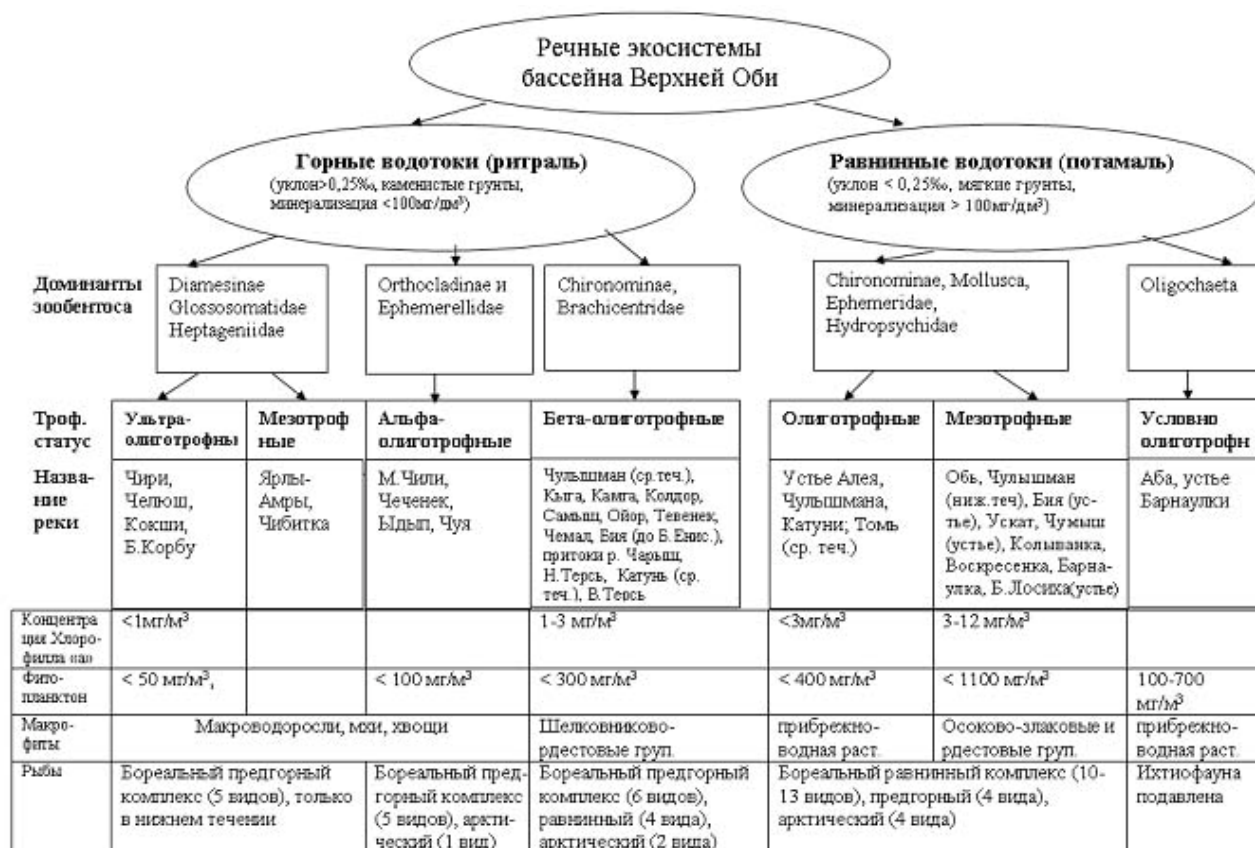 Речные экосистемы
бассейна Верхней Оби
Горные водотоки (ритраль)
(уклон>0,25‰, каменистые грунты,
минерализация <100мг/дм³)
Равнинные водотоки (потамаль)
(уклон < 0,25‰, мягкие грунты,
минерализация > 100мг/дм³)
Доминанты
зообентоса
Diamesinae
Glossosomatidae
Heptageniidae
Orthocladinae и
Ephemerellidae
Chironominae,
Brachicentridae
Chironominae, Mollusca,
Ephemeridae,
Hydropsychidae
Oligochaeta
Троф.
статус
Ультра-
олиготрофны
Мезотроф
ные
Альфа-
олиготрофные
Бета-олиготрофные
Олиготрофные
Мезотрофные
Условно
олиготрофн
Назва-
ние
реки
Чири,
Челюш,
Кокши,
Б.Корбу
Ярлы-
Амры,
Чибитка
М.Чили,
Чеченек,
Ыдып, Чуя
Чулышман (ср.теч.),
Кыга, Камга, Колдор,
Самыш, Ойор, Тевенек,
Чемал, Бия (до Б.Енис.),
притоки р. Чарыш,
Н.Терсь, Катунь (ср.
теч.), В.Терсь
Устье Алея,
Чулышмана,
Катуни; Томь
(ср. теч.)
Обь, Чулышман
(ниж.теч), Бия (ус-
тье), Ускат, Чумыш
(устье), Колыванка,
Воскресенка, Барна-
улка, Б.Лосиха(устье)
Аба, устье
Барнаулки
Концентра
ция Хлоро-
филла «а»
<1мг/м³
1-3 мг/м³
<3мг/м³
3-12 мг/м³
Фито-
планктон
< 50 мг/м³,
< 100 мг/м³
< 300 мг/м³
< 400 мг/м³
< 1100 мг/м³
100-700
мг/м³
Макро-
фиты
Макроводоросли, мхи, хвощи
Шелковниково-
рдестовые груп.
прибрежно-
водная раст.
Осоково-злаковые и
рдестовые груп.
прибрежно-
водная раст.
Рыбы
Бореальный предгорный
комплекс (5 видов), только
в нижнем течении
Бореальный пред-
горный комплекс
(5 видов), аркти-
ческий (1 вид)
Бореальный предгорный
комплекс (6 видов),
равнинный (4 вида),
арктический (2 вида)
Бореальный равнинный комплекс (10-
13 видов), предгорный (4 вида),
арктический (4 вида)
Ихтиофауна
подавлена